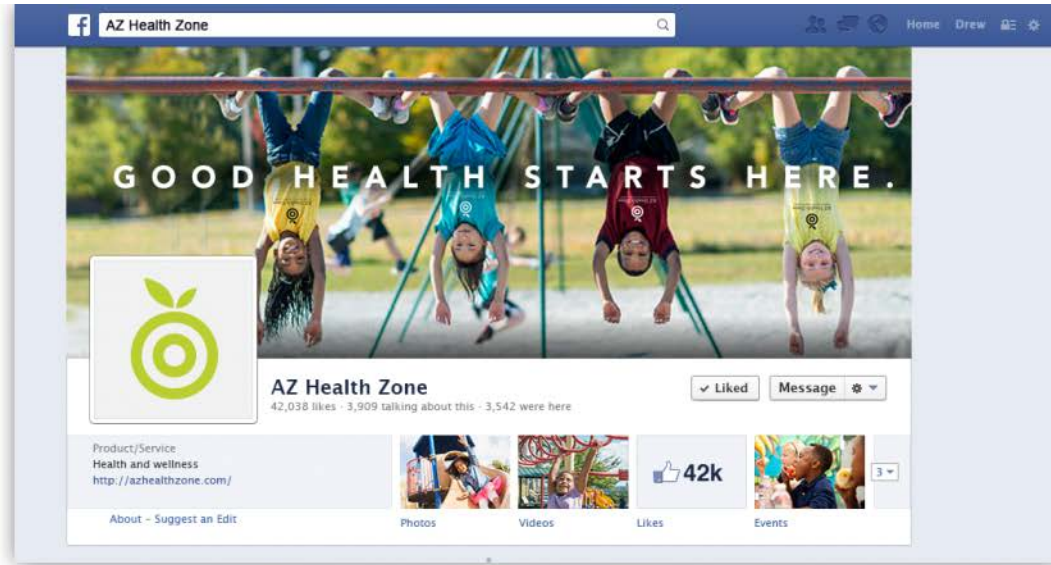 f AZ Health Zone
Home Drew
GOOD HEALTH STARTS HERE.
AZ Health Zone
42,038 likes · 3,909 talking about this · 3,542 were here
✓ Liked
Message
Product/Service
Health and wellness
http://azhealthzone.com/
About – Suggest an Edit
42k
3
Photos
Videos
Likes
Events